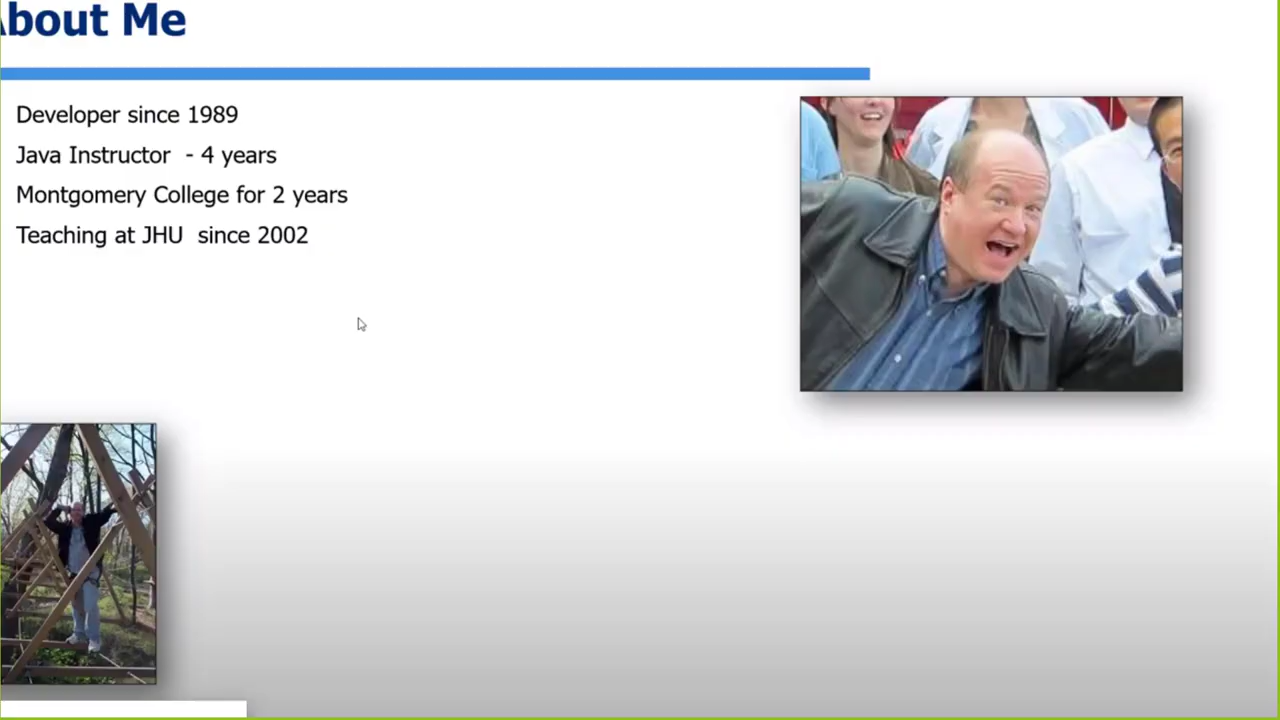 About Me
Developer since 1989
Java Instructor - 4 years
Montgomery College for 2 years
Teaching at JHU since 2002